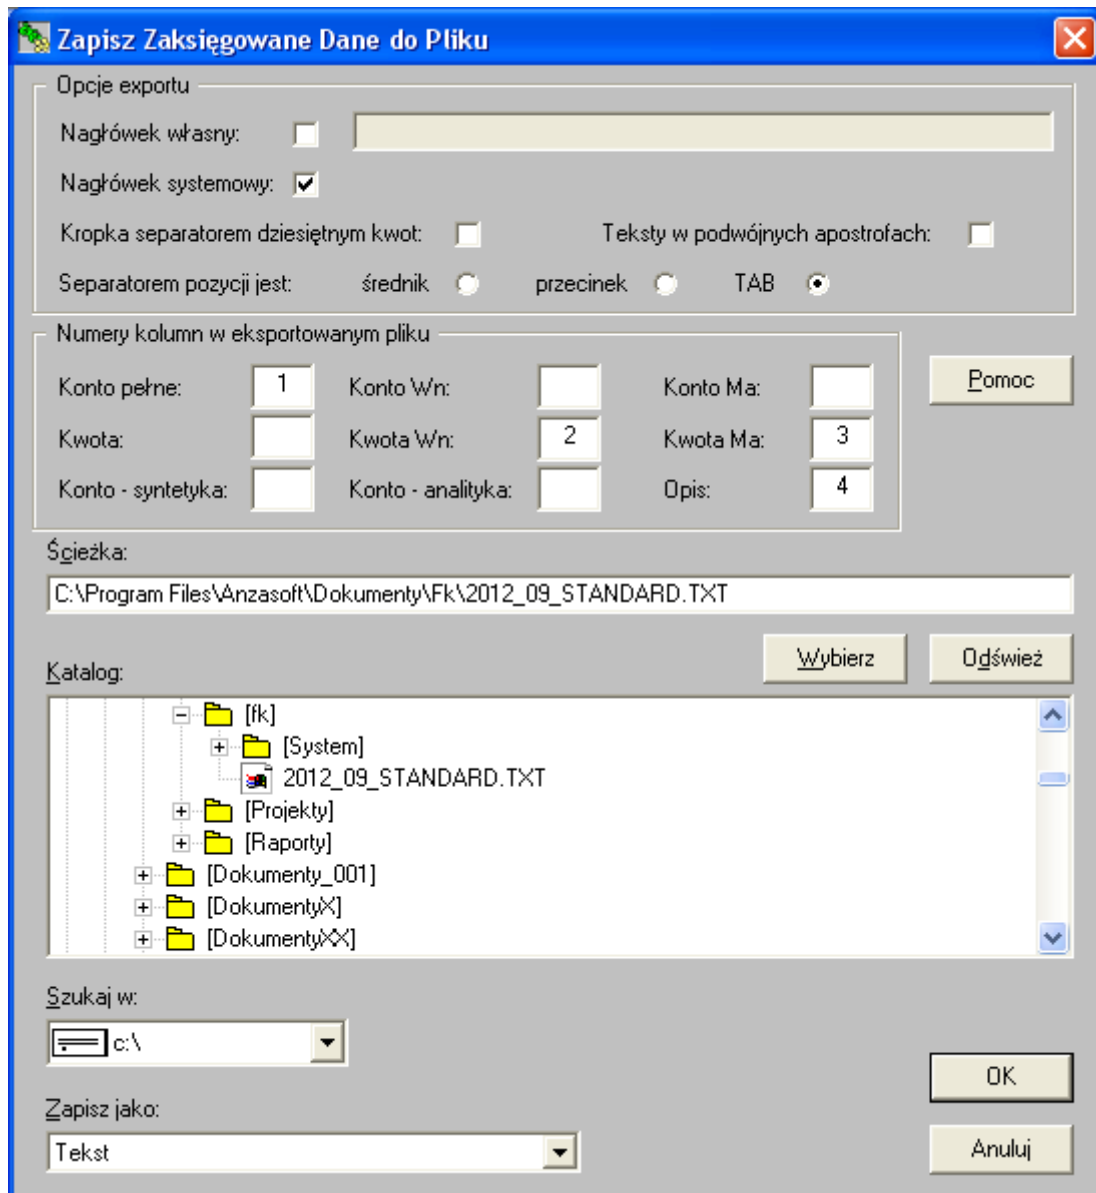 Zapisz Zaksięgowane Dane do Pliku
Opcje exportu
Nagłówek własny:
Nagłówek systemowy:
Kropka separatorem dziesiętnym kwot: Teksty w podwójnych apostrofach:
Separatorem pozycji jest: średnik przecinek TAB
Numery kolumn w eksportowanym pliku
Konto pełne: 1 Konto Wn: Konto Ma: Pomoc
Kwota: Kwota Wn: 2 Kwota Ma: 3
Konto - syntetyka: Konto - analityka: Opis: 4
Ścieżka:
C:\Program Files\Anzasoft\Dokumenty\Fk\2012_09_STANDARD.TXT
Wybierz Odśwież
Katalog:
[fk]
[System]
2012_09_STANDARD.TXT
[Projekty]
[Raporty]
[Dokumenty_001]
[DokumentyX]
[DokumentyXX]
Szukaj w:
c:\
OK
Zapisz jako:
Tekst
Anuluj